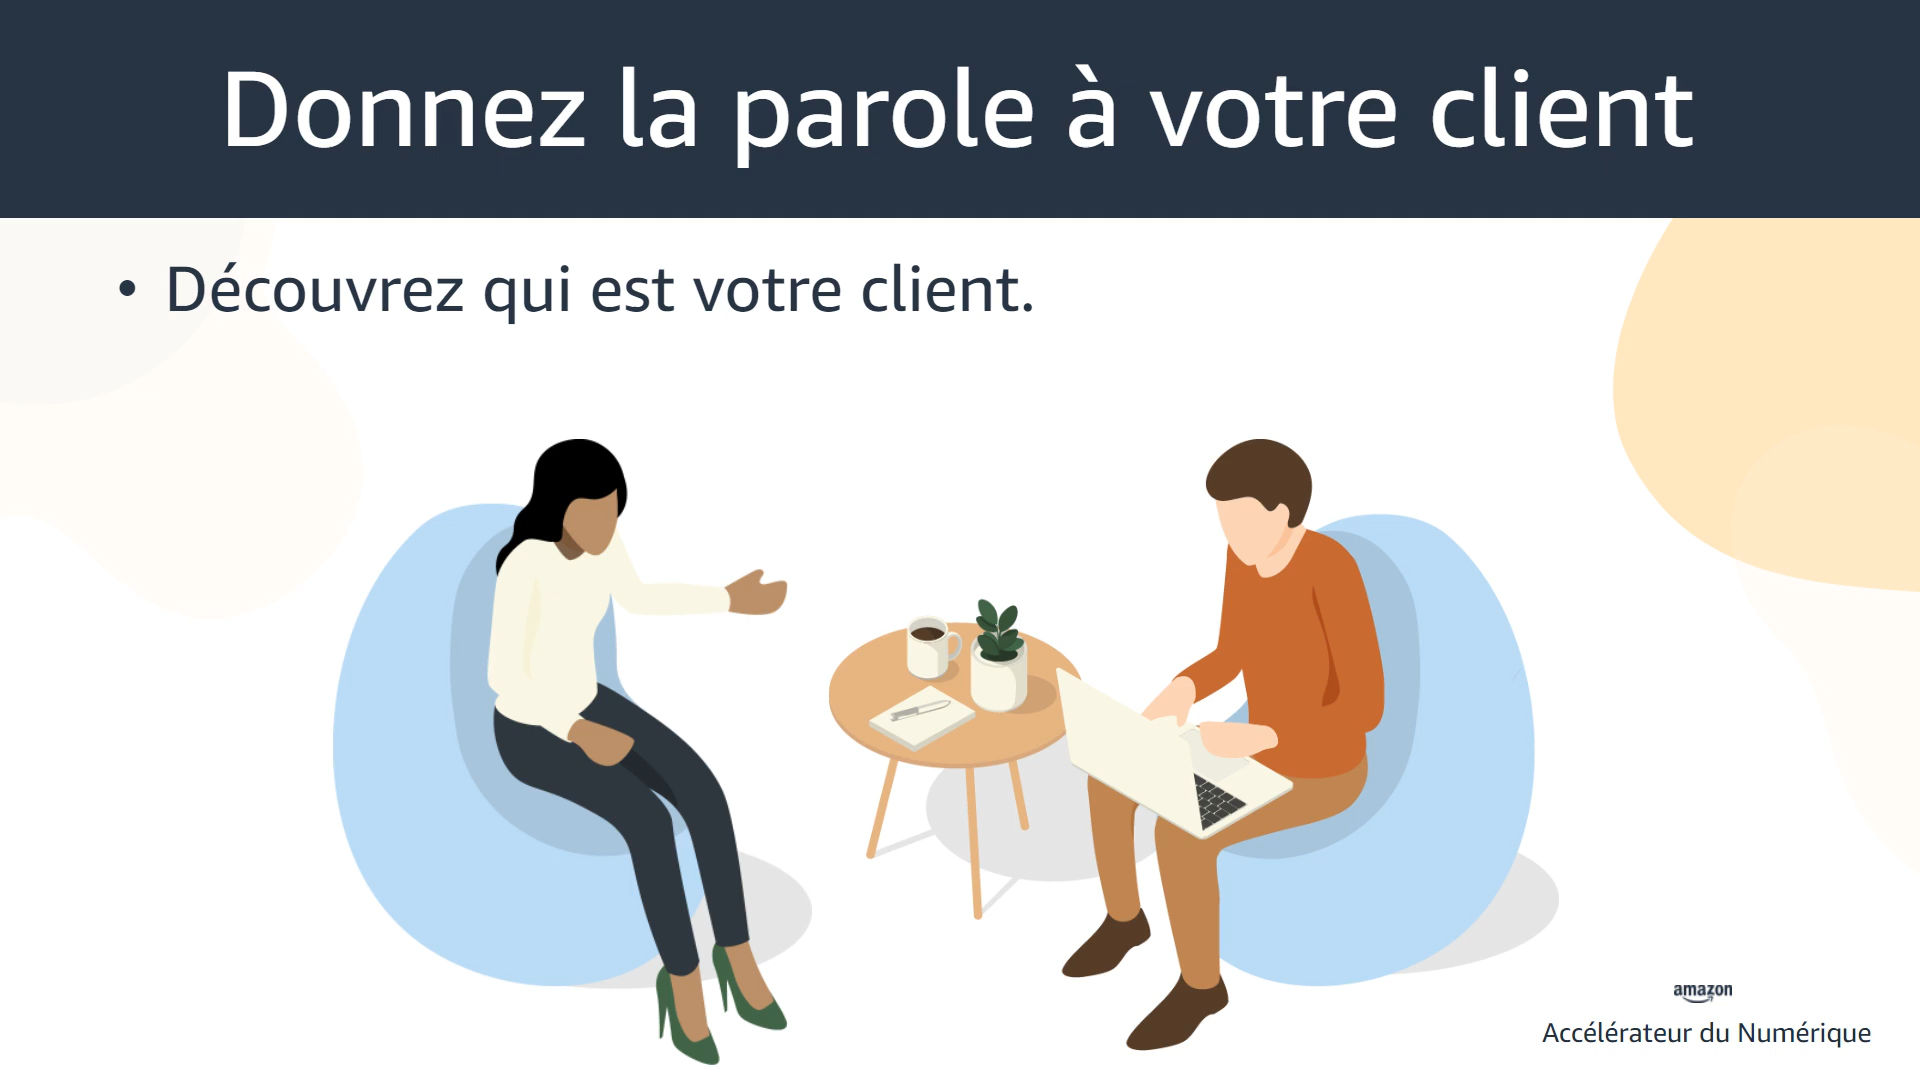 Donnez la parole à votre client
• Découvrez qui est votre client.
amazon
Accélérateur du Numérique